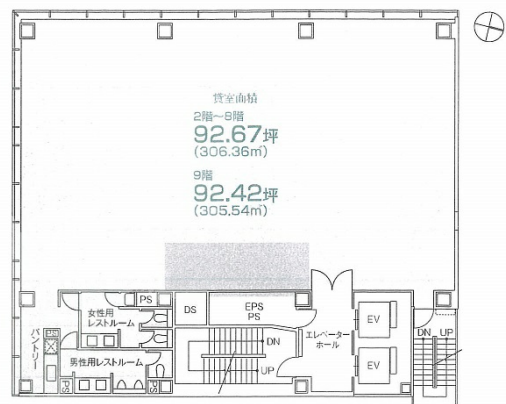 貸室面積
2階〜8階
92.67坪
(306.36㎡)
9階
92.42坪
(305.54㎡)
PS
DS
EPS
PS
女性用
レストルーム
パントリー
男性用レストルーム
PS
PS
DN
UP
エレベーター
ホール
EV
EV
DN UP